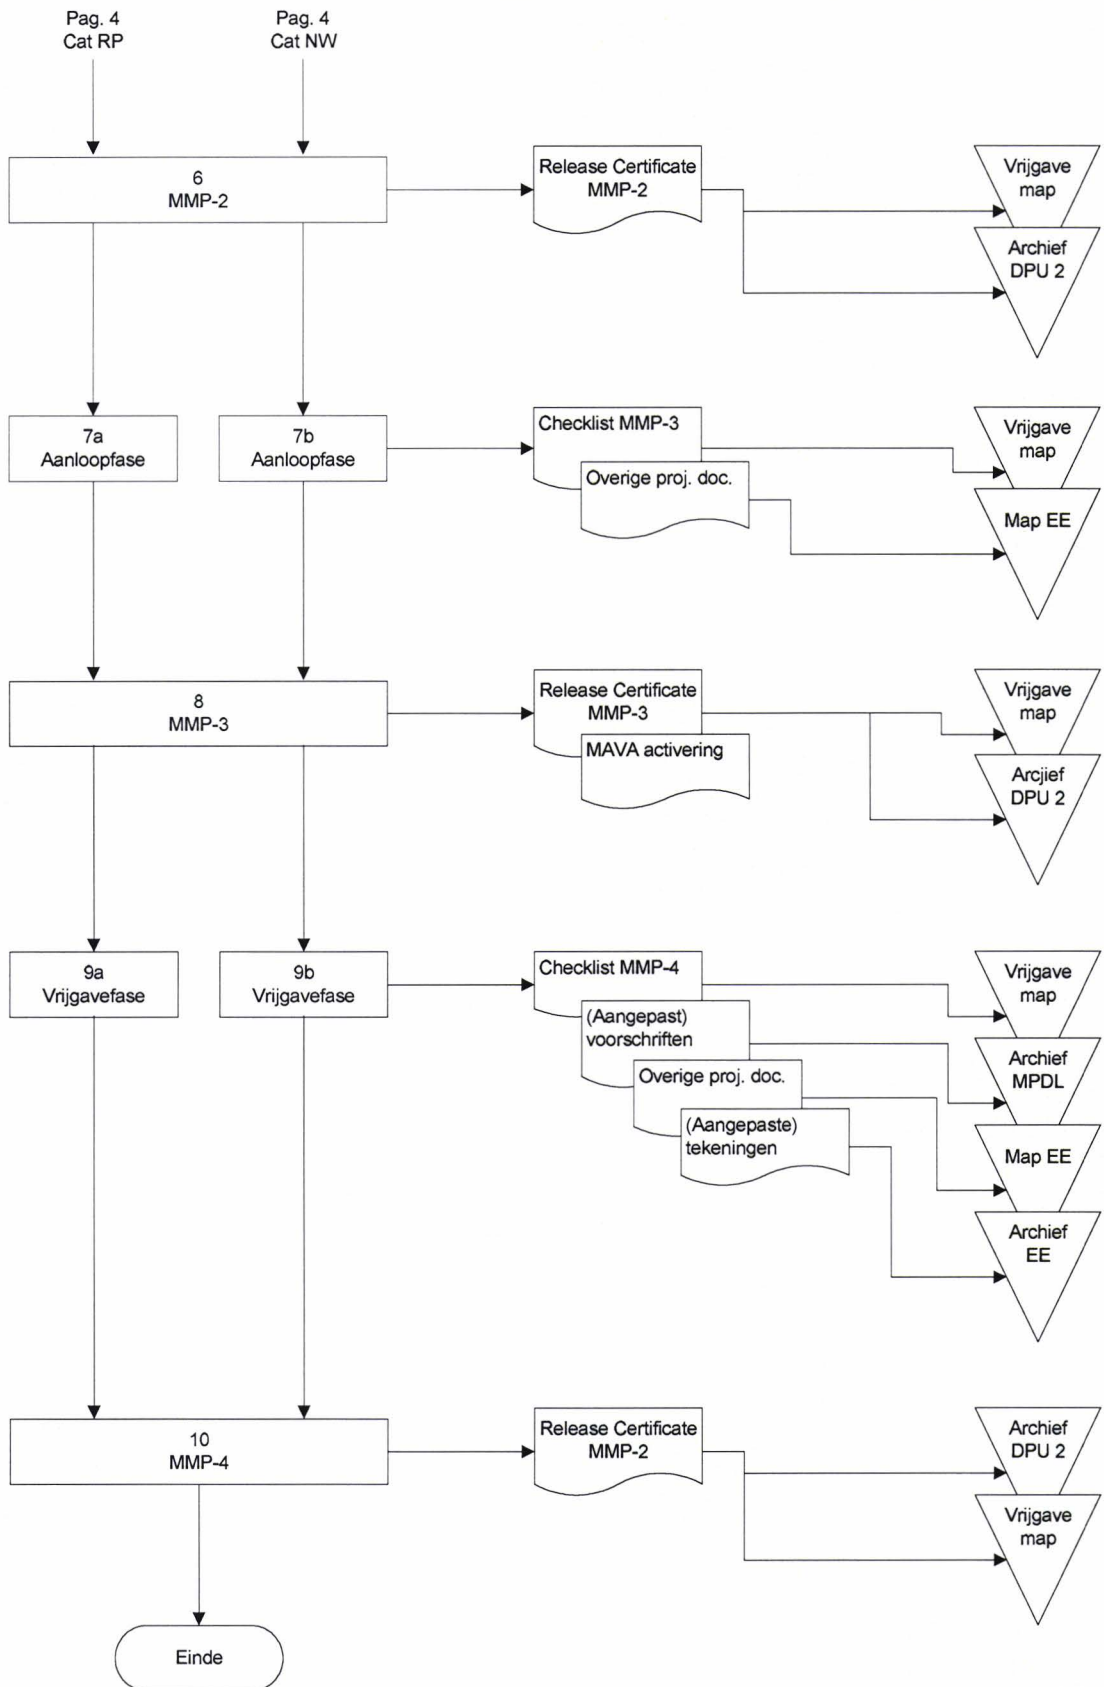 Pag. 4
Cat RP
Pag. 4
Cat NW
6
MMP-2
Release Certificate
MMP-2
Vrijgave
map
Archief
DPU 2
7a
Aanloopfase
7b
Aanloopfase
Checklist MMP-3
Overige proj. doc.
Vrijgave
map
Map EE
8
MMP-3
Release Certificate
MMP-3
MAVA activering
Vrijgave
map
Arcjief
DPU 2
9a
Vrijgavefase
9b
Vrijgavefase
Checklist MMP-4
(Aangepast)
voorschriften
Overige proj. doc.
(Aangepaste)
tekeningen
Vrijgave
map
Archief
MPDL
Map EE
Archief
EE
10
MMP-4
Release Certificate
MMP-2
Archief
DPU 2
Vrijgave
map
Einde